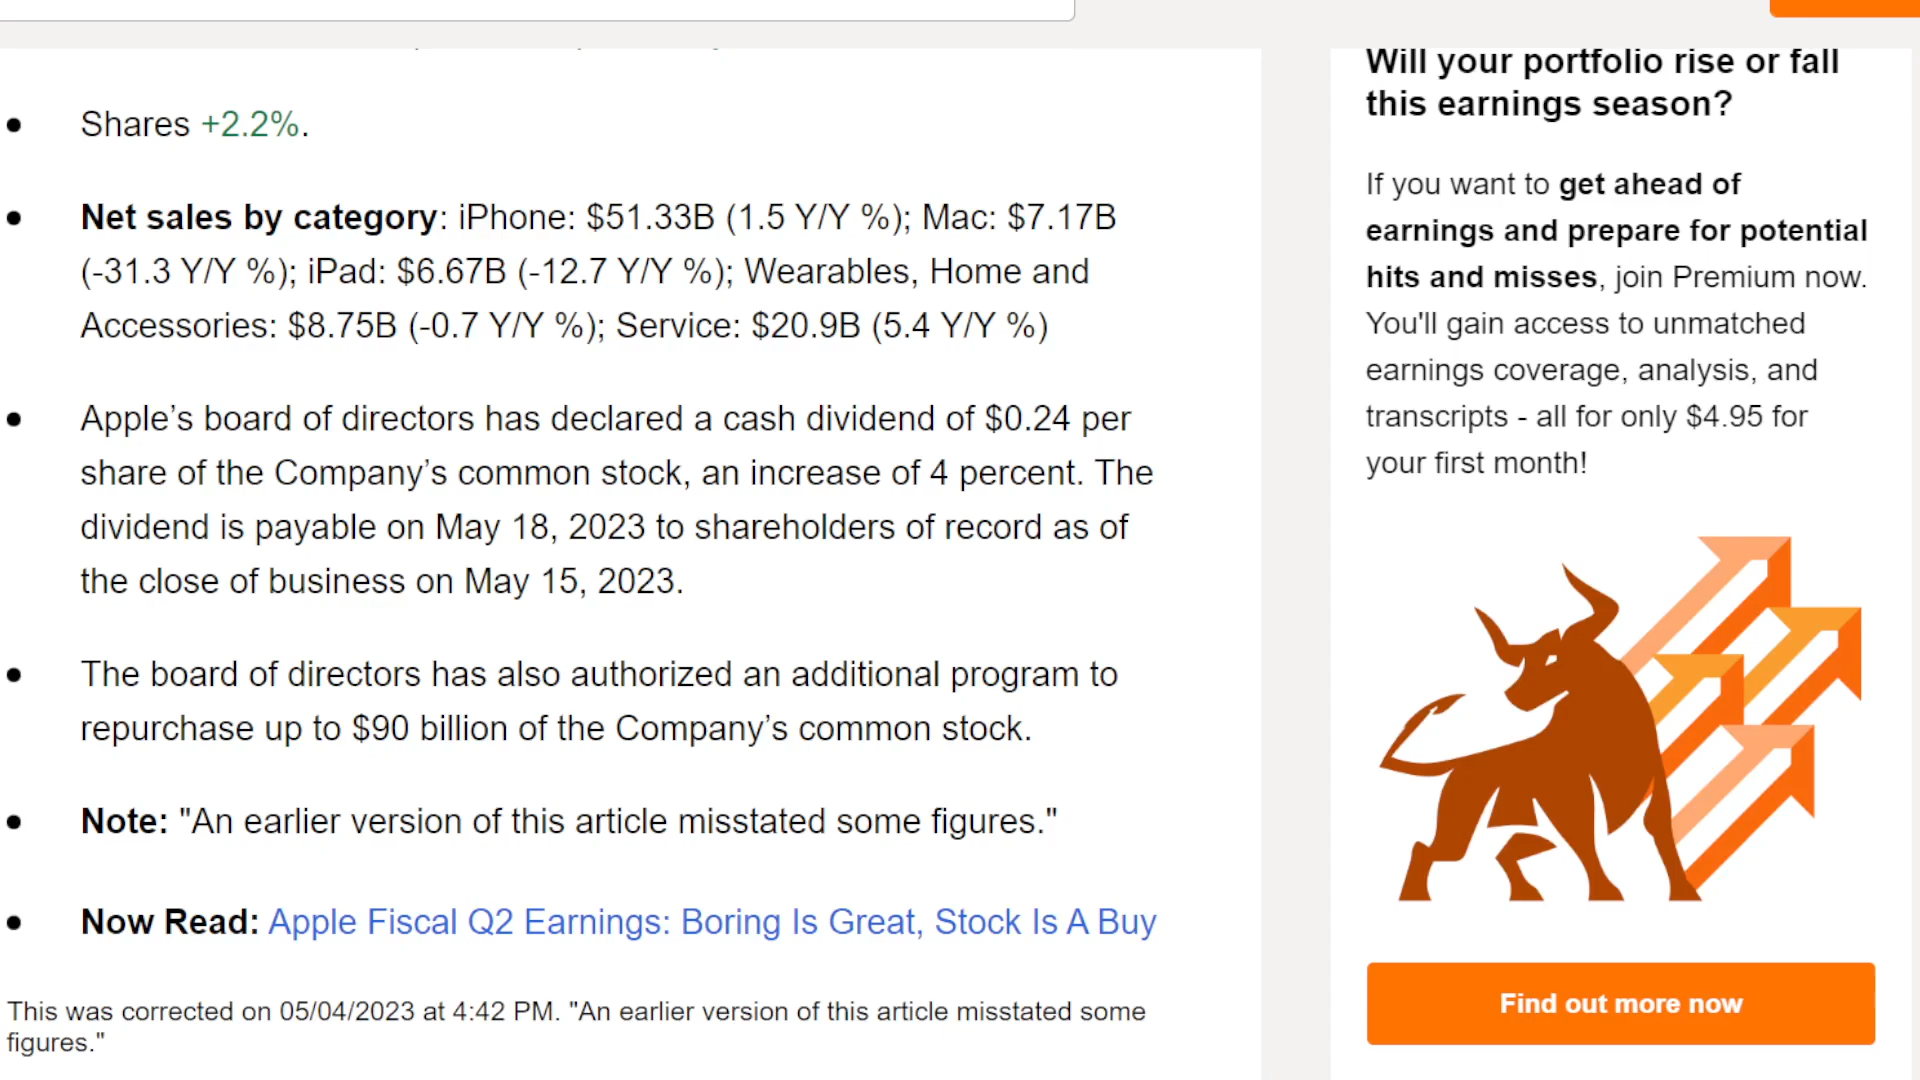 Shares +2.2%.
Net sales by category: iPhone: $51.33B (1.5 Y/Y %); Mac: $7.17B
(-31.3 Y/Y %); iPad: $6.67B (-12.7 Y/Y %); Wearables, Home and
Accessories: $8.75B (-0.7 Y/Y %); Service: $20.9B (5.4 Y/Y %)
Apple’s board of directors has declared a cash dividend of $0.24 per
share of the Company’s common stock, an increase of 4 percent. The
dividend is payable on May 18, 2023 to shareholders of record as of
the close of business on May 15, 2023.
The board of directors has also authorized an additional program to
repurchase up to $90 billion of the Company’s common stock.
Note: "An earlier version of this article misstated some figures."
Now Read: Apple Fiscal Q2 Earnings: Boring Is Great, Stock Is A Buy
This was corrected on 05/04/2023 at 4:42 PM. "An earlier version of this article misstated some
figures."
Will your portfolio rise or fall
this earnings season?
If you want to get ahead of
earnings and prepare for potential
hits and misses, join Premium now.
You'll gain access to unmatched
earnings coverage, analysis, and
transcripts - all for only $4.95 for
your first month!
Find out more now